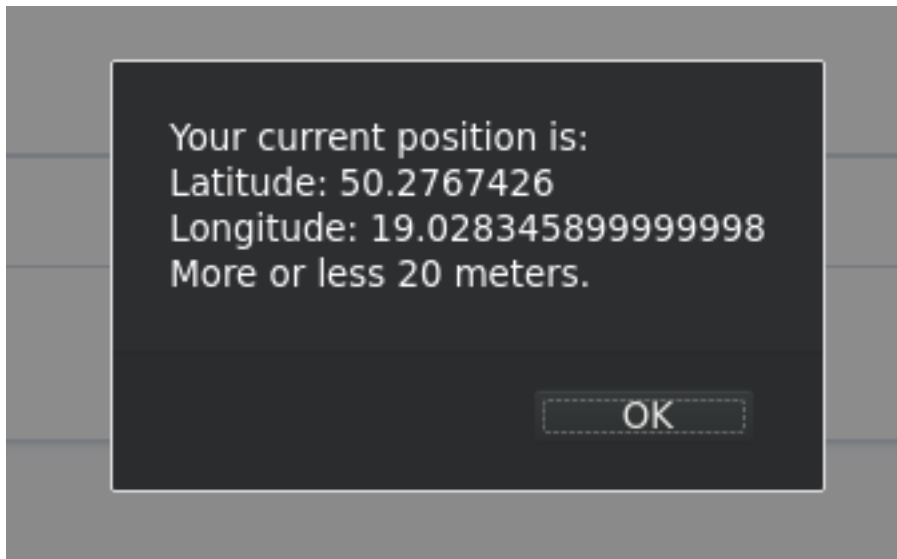 Your current position is:
Latitude: 50.2767426
Longitude: 19.028345899999998
More or less 20 meters.
OK